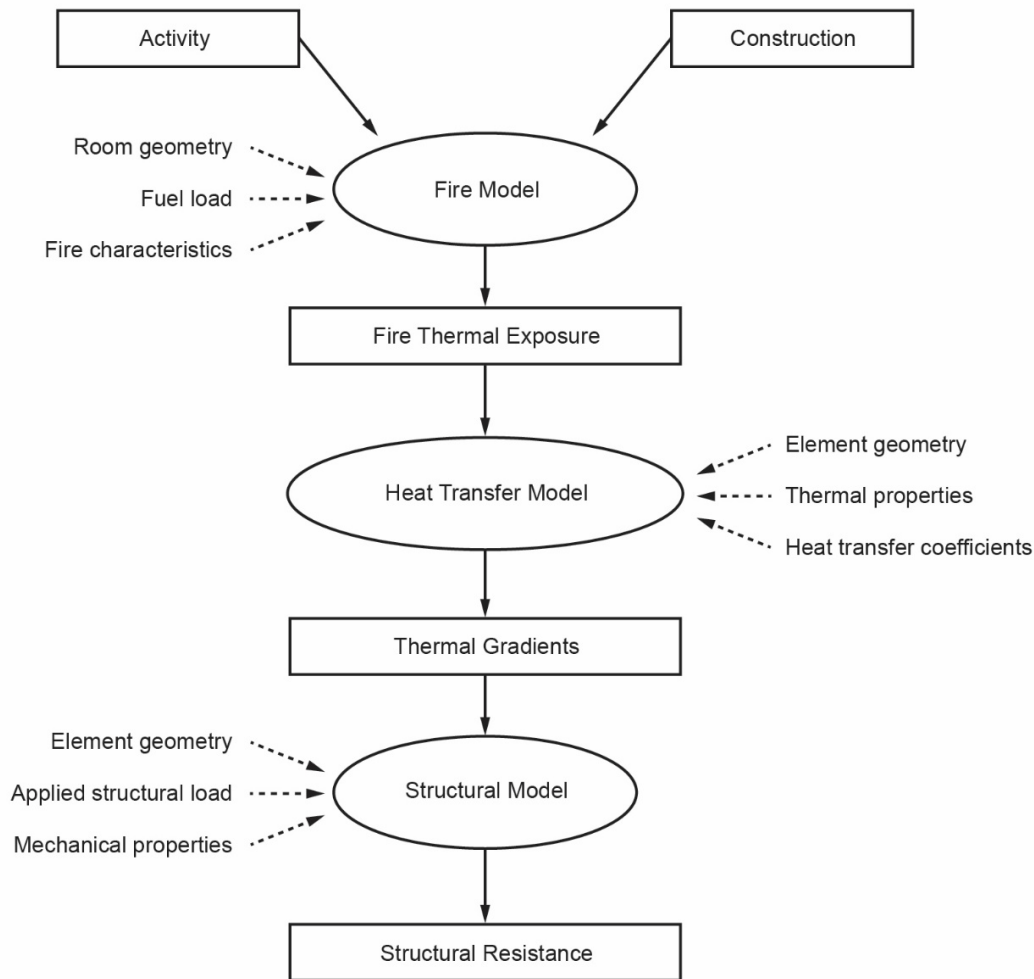 Activity
Construction
Room geometry
Fuel load
Fire characteristics
Fire Model
Fire Thermal Exposure
Heat Transfer Model
Element geometry
Thermal properties
Heat transfer coefficients
Thermal Gradients
Element geometry
Applied structural load
Mechanical properties
Structural Model
Structural Resistance